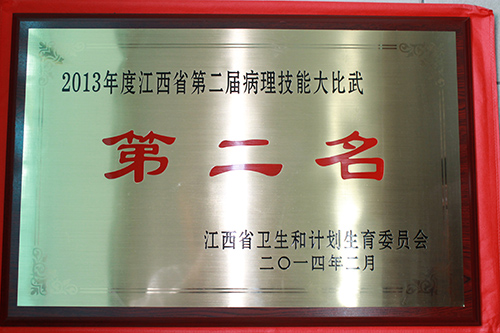 2013年度江西省第二届病理技能大比武
第二名
江西省卫生和计划生育委员会
二〇一四年二月